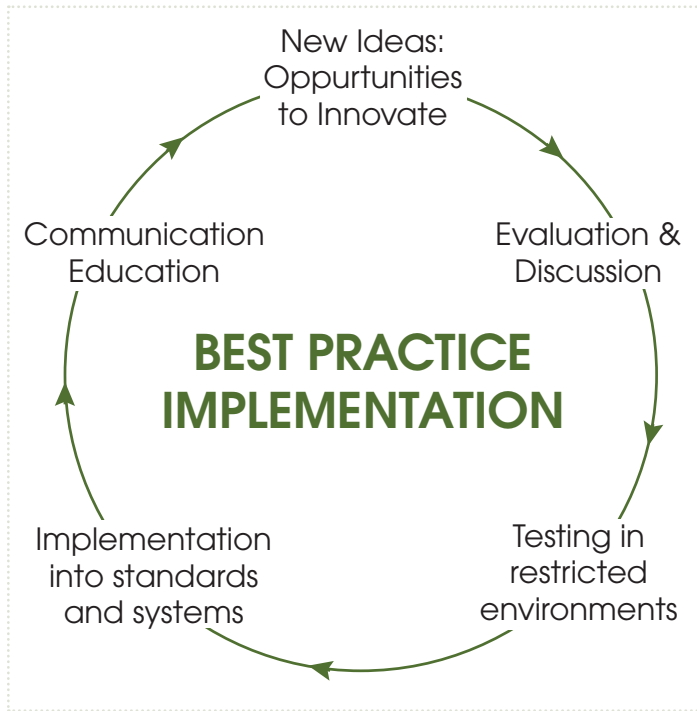 New Ideas:
Oppurtunities
to Innovate
Evaluation &
Discussion
Testing in
restricted
environments
Implementation
into standards
and systems
Communication
Education
BEST PRACTICE
IMPLEMENTATION